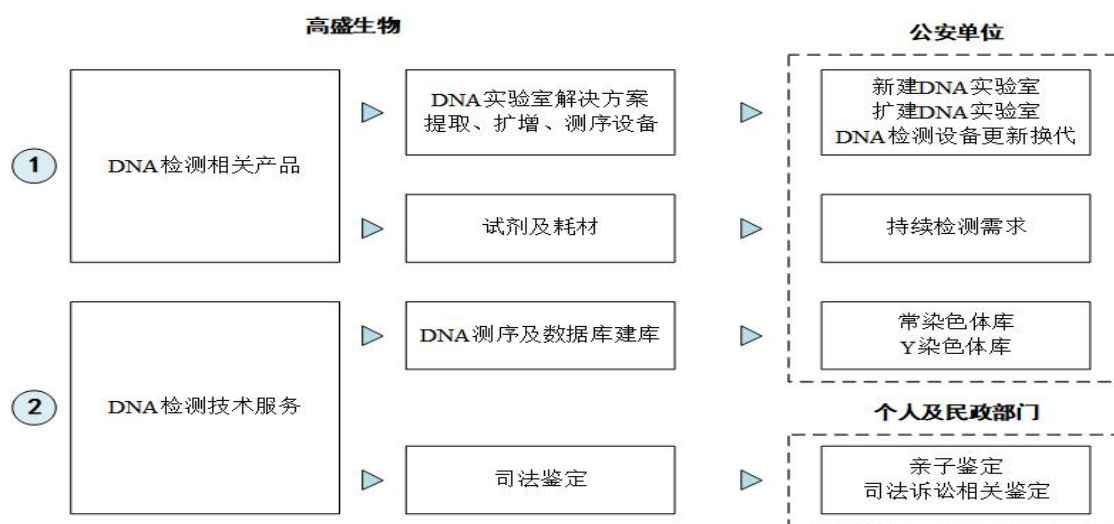 高盛生物
公安单位
DNA实验室解决方案
提取、扩增、测序设备
新建DNA实验室
扩建DNA实验室
DNA检测设备更新换代
1
DNA检测相关产品
试剂及耗材
持续检测需求
DNA测序及数据库建库
常染色体库
Y染色体库
2
DNA检测技术服务
个人及民政部门
司法鉴定
亲子鉴定
司法诉讼相关鉴定